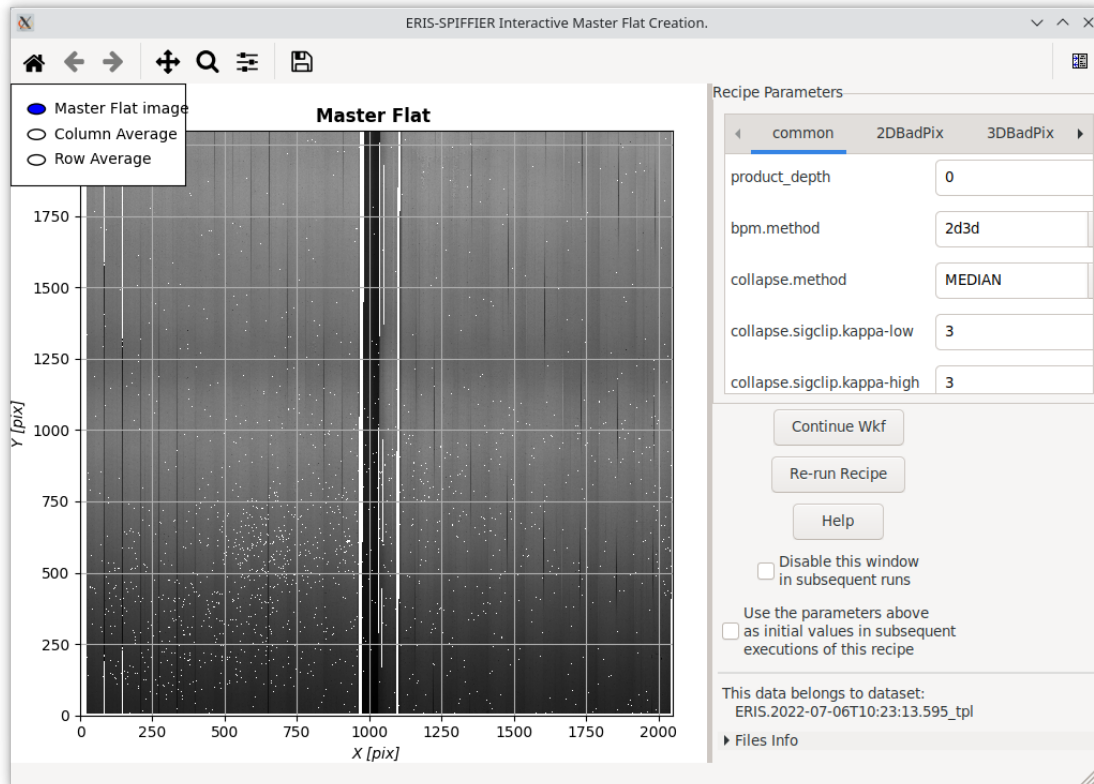 ERIS-SPIFFIER Interactive Master Flat Creation.
Master Flat image
Column Average
Row Average
Master Flat
1750
1500
1250
1000
750
500
250
0
Y [pix]
0 250 500 750 1000 1250 1500 1750 2000
X [pix]
Recipe Parameters
common 2DBadPix 3DBadPix
product_depth 0
bpm.method 2d3d
collapse.method MEDIAN
collapse.sigclip.kappa-low 3
collapse.sigclip.kappa-high 3
Continue Wkf
Re-run Recipe
Help
Disable this window
in subsequent runs
Use the parameters above
as initial values in subsequent
executions of this recipe
This data belongs to dataset:
ERIS.2022-07-06T10:23:13.595_tpl
Files Info